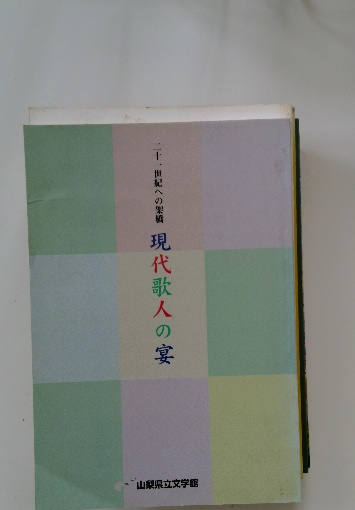 二十一世紀への架橋
現代歌人の宴
山梨県立文学館